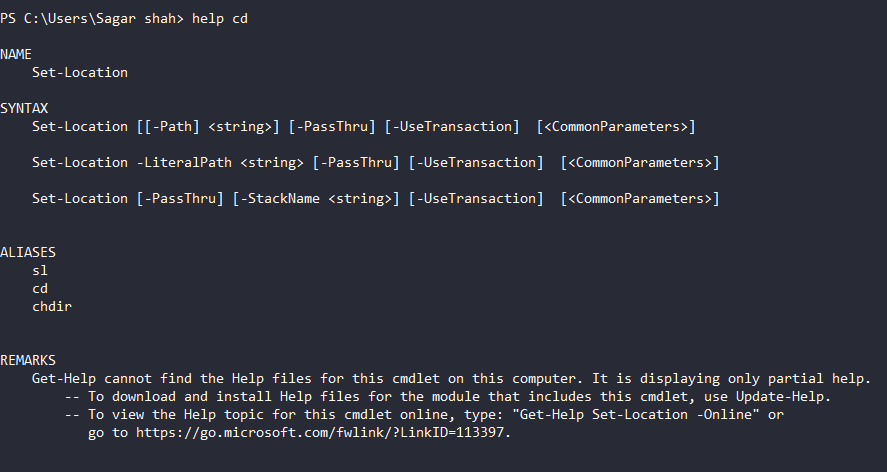 PS C:\Users\Sagar shah> help cd
NAME
Set-Location
SYNTAX
Set-Location [[-Path] <string>] [-PassThru] [-UseTransaction]  [<CommonParameters>]
Set-Location -LiteralPath <string> [-PassThru] [-UseTransaction]  [<CommonParameters>]
Set-Location [-PassThru] [-StackName <string>] [-UseTransaction]  [<CommonParameters>]
ALIASES
sl
cd
chdir
REMARKS
Get-Help cannot find the Help files for this cmdlet on this computer. It is displaying only partial help.
-- To download and install Help files for the module that includes this cmdlet, use Update-Help.
-- To view the Help topic for this cmdlet online, type: "Get-Help Set-Location -Online" or
go to https://go.microsoft.com/fwlink/?LinkID=113397.